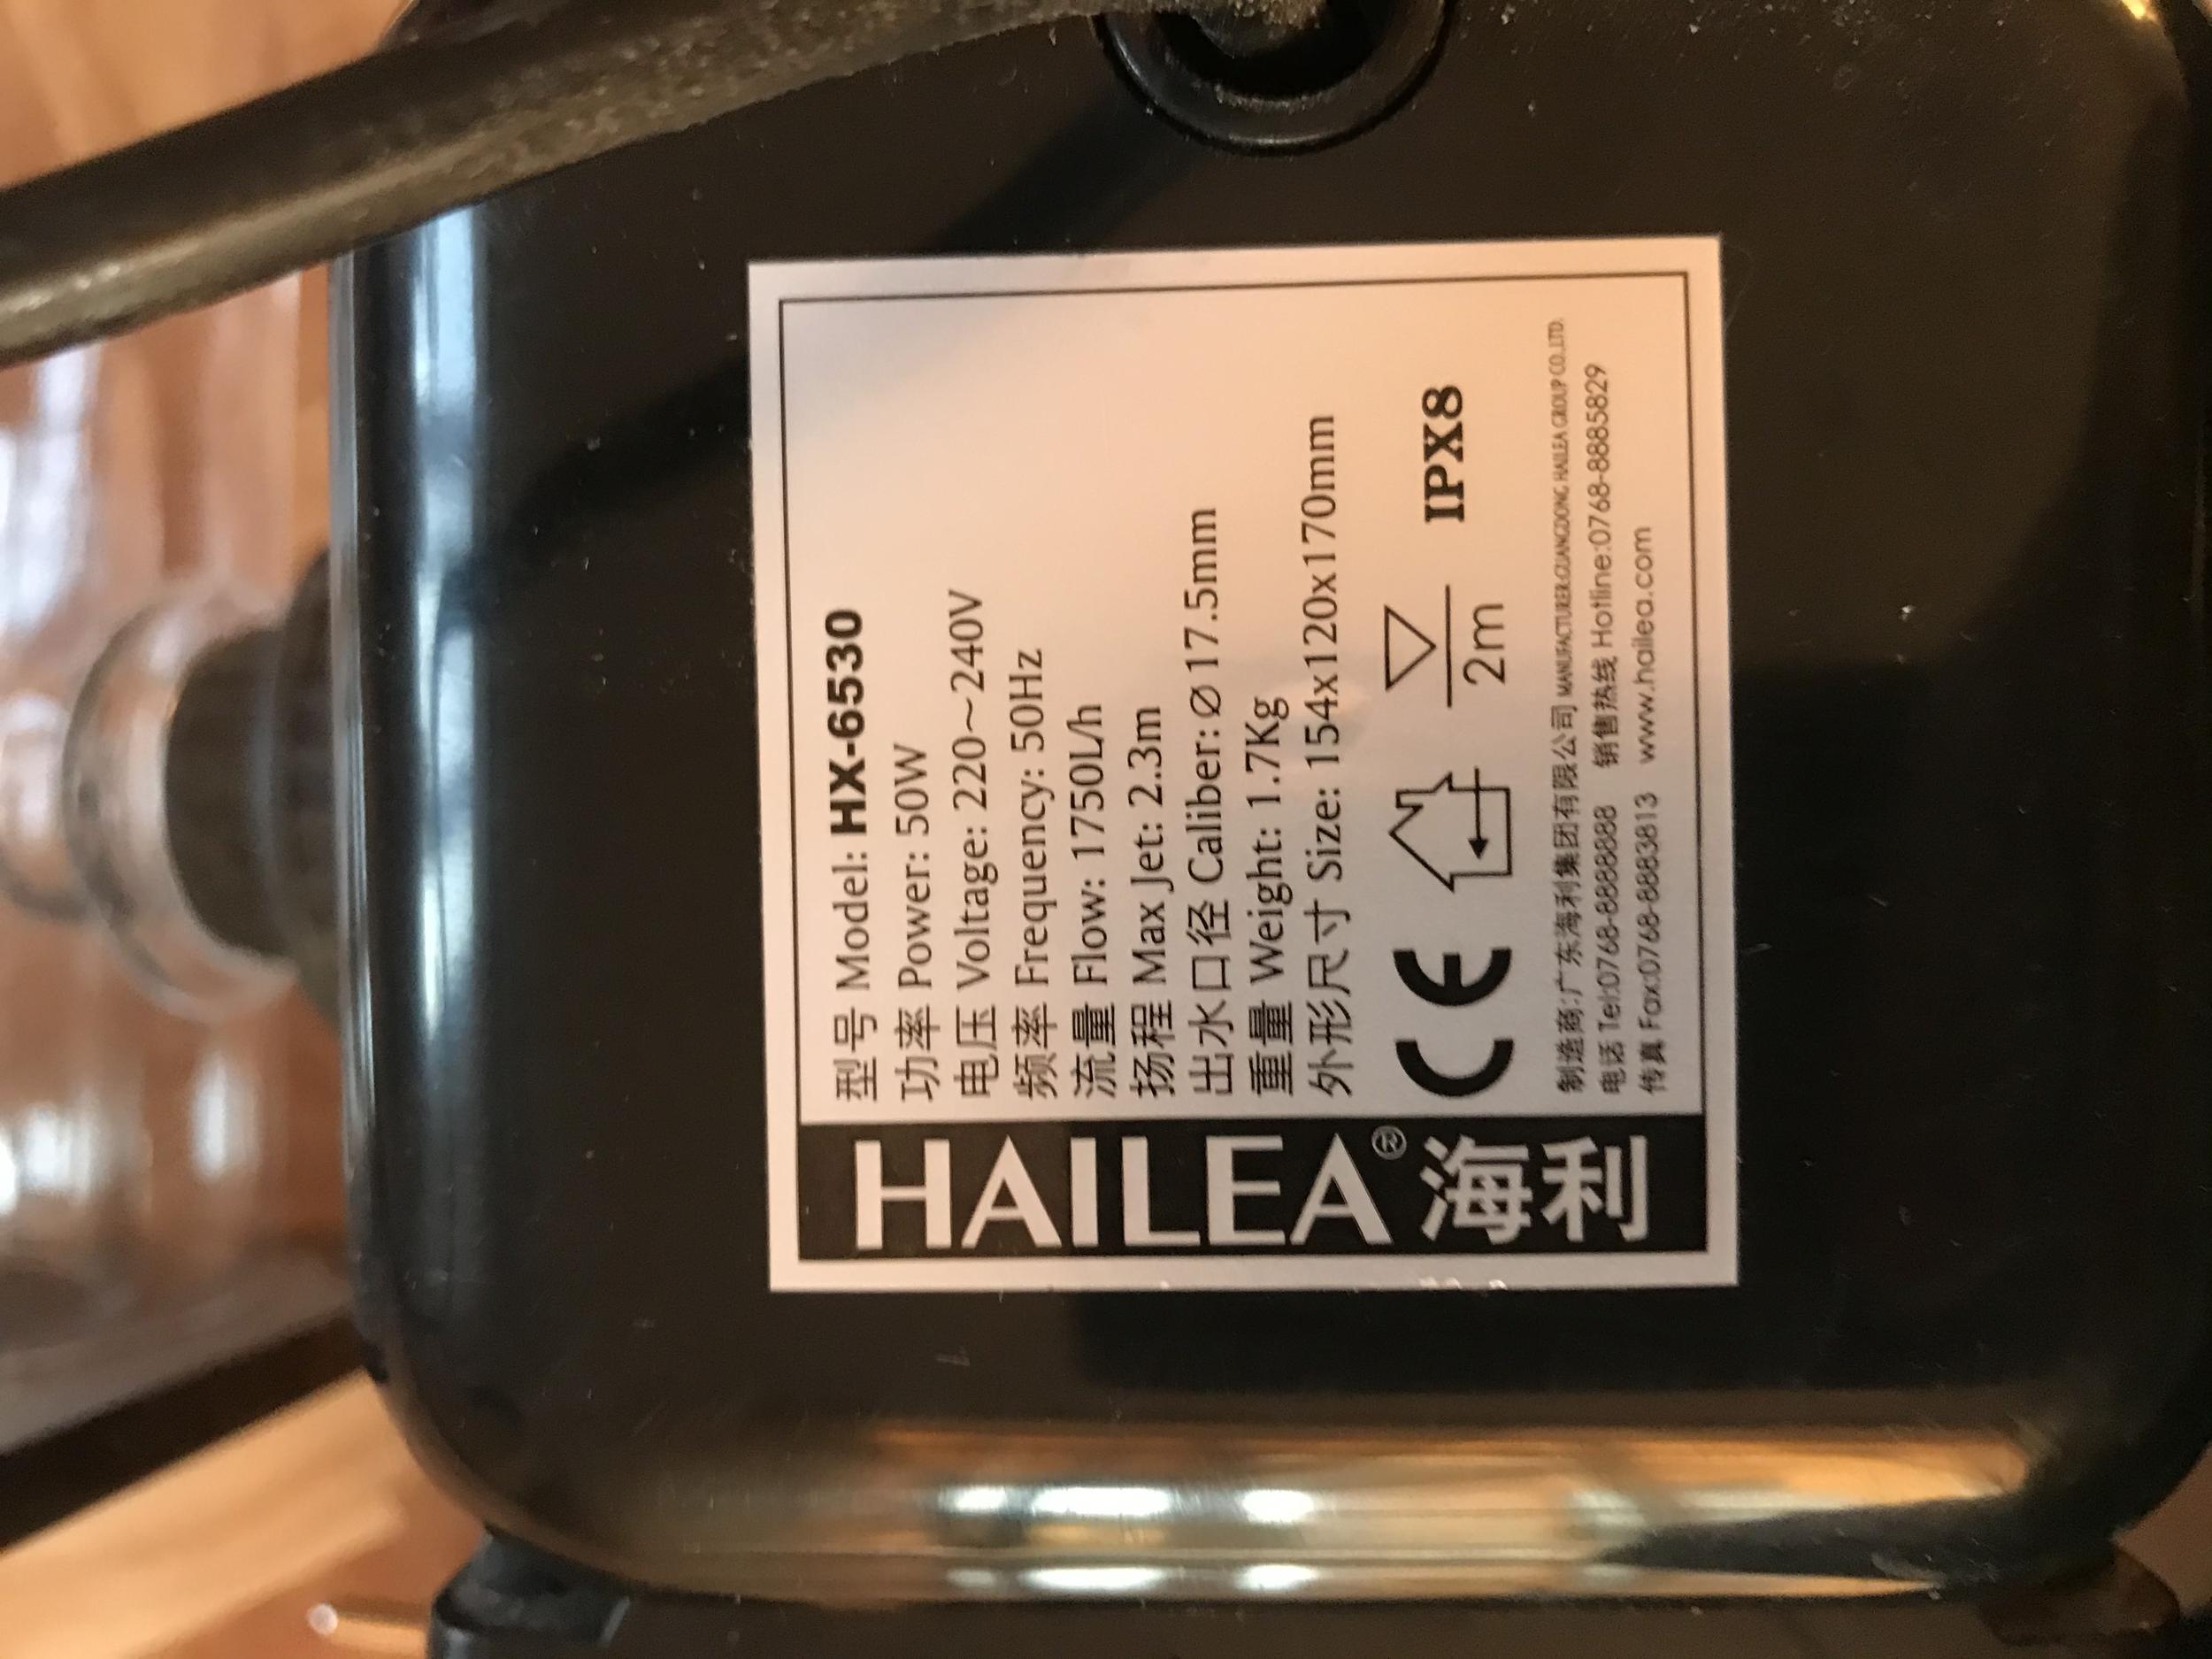 HAILEA® 海利
型号 Model: HX-6530
功率 Power: 50W
电压 Voltage: 220~240V
频率 Frequency: 50Hz
流量 Flow: 1750L/h
扬程 Max Jet: 2.3m
出水口径 Caliber: Ø17.5mm
重量 Weight: 1.7Kg
外形尺寸 Size: 154x120x170mm
CE 2m IPX8
制造商:广东海利集团有限公司 MANUFACTURER:GUANGDONG HAILEA GROUP CO.,LTD.
电话 Tel:0768-8888888 销售热线 Hotline:0768-8885829
传真 Fax:0768-8883813 www.hailea.com